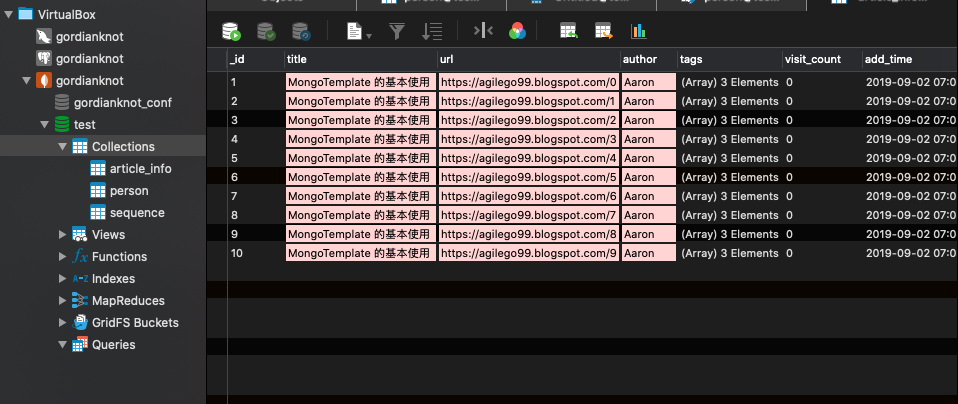 VirtualBox
gordianknot
gordianknot
gordianknot
gordianknot_conf
test
Collections
article_info
person
sequence
Views
Functions
Indexes
MapReduces
GridFS Buckets
Queries
_id title url author tags visit_count add_time
1 MongoTemplate 的基本使用 https://agilego99.blogspot.com/0 Aaron (Array) 3 Elements 0 2019-09-02 07:0
2 MongoTemplate 的基本使用 https://agilego99.blogspot.com/1 Aaron (Array) 3 Elements 0 2019-09-02 07:0
3 MongoTemplate 的基本使用 https://agilego99.blogspot.com/2 Aaron (Array) 3 Elements 0 2019-09-02 07:0
4 MongoTemplate 的基本使用 https://agilego99.blogspot.com/3 Aaron (Array) 3 Elements 0 2019-09-02 07:0
5 MongoTemplate 的基本使用 https://agilego99.blogspot.com/4 Aaron (Array) 3 Elements 0 2019-09-02 07:0
6 MongoTemplate 的基本使用 https://agilego99.blogspot.com/5 Aaron (Array) 3 Elements 0 2019-09-02 07:0
7 MongoTemplate 的基本使用 https://agilego99.blogspot.com/6 Aaron (Array) 3 Elements 0 2019-09-02 07:0
8 MongoTemplate 的基本使用 https://agilego99.blogspot.com/7 Aaron (Array) 3 Elements 0 2019-09-02 07:0
9 MongoTemplate 的基本使用 https://agilego99.blogspot.com/8 Aaron (Array) 3 Elements 0 2019-09-02 07:0
10 MongoTemplate 的基本使用 https://agilego99.blogspot.com/9 Aaron (Array) 3 Elements 0 2019-09-02 07:0